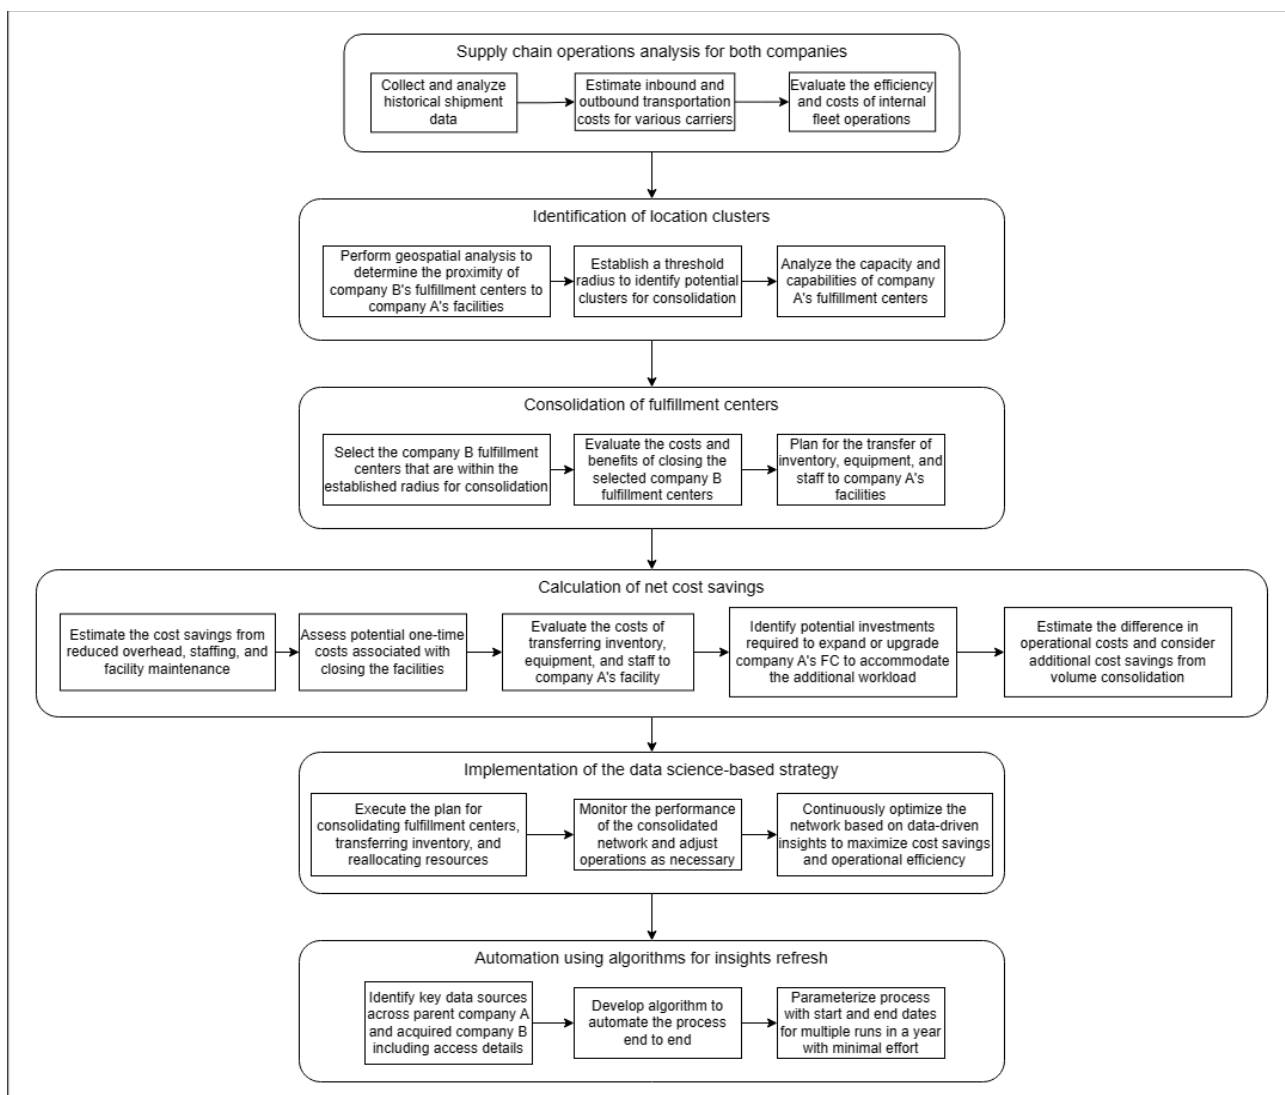 Supply chain operations analysis for both companies
Collect and analyze
historical shipment
data
Estimate inbound and
outbound transportation
costs for various carriers
Evaluate the efficiency
and costs of internal
fleet operations
Identification of location clusters
Perform geospatial analysis to
determine the proximity of
company B's fulfillment centers to
company A's facilities
Establish a threshold
radius to identify potential
clusters for consolidation
Analyze the capacity and
capabilities of company
A's fulfillment centers
Consolidation of fulfillment centers
Select the company B fulfillment
centers that are within the
established radius for consolidation
Evaluate the costs and
benefits of closing the
selected company B
fulfillment centers
Plan for the transfer of
inventory, equipment, and
staff to company A's
facilities
Calculation of net cost savings
Estimate the cost savings from
reduced overhead, staffing, and
facility maintenance
Assess potential one-time
costs associated with
closing the facilities
Evaluate the costs of
transferring inventory,
equipment, and staff to
company A's facility
Identify potential investments
required to expand or upgrade
company A's FC to accommodate
the additional workload
Estimate the difference in
operational costs and consider
additional cost savings from
volume consolidation
Implementation of the data science-based strategy
Execute the plan for
consolidating fulfillment centers,
transferring inventory, and
reallocating resources
Monitor the performance
of the consolidated
network and adjust
operations as necessary
Continuously optimize the
network based on data-driven
insights to maximize cost savings
and operational efficiency
Automation using algorithms for insights refresh
Identify key data sources
across parent company A
and acquired company B
including access details
Develop algorithm to
automate the process
end to end
Parameterize process
with start and end dates
for multiple runs in a year
with minimal effort